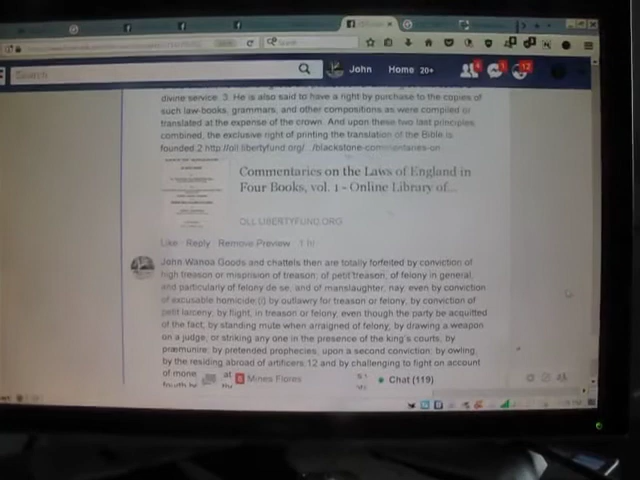 Search
John
Home 20+
4
1
12
divine service. 3. He is also said to have a right by purchase to the copies of
such law-books, grammars, and other compositions as were compiled or
translated at the expense of the crown. And upon these two last principles
combined, the exclusive right of printing the translation of the Bible is
founded.2 http://oll.libertyfund.org/.../blackstone-commentaries-on
Commentaries on the Laws of England in
Four Books, vol. 1 - Online Library of...
OLL.LIBERTYFUND.ORG
Like · Reply · Remove Preview · 1 hr
John Wanoa Goods and chattels then are totally forfeited by conviction of
high treason or misprision of treason; of petit treason, of felony in general,
and particularly of felony de se, and of manslaughter, nay, even by conviction
of excusable homicide;(i) by outlawry for treason or felony, by conviction of
petit larceny, by flight, in treason or felony, even though the party be acquitted
of the fact; by standing mute when arraigned of felony, by drawing a weapon
on a judge, or striking any one in the presence of the king's courts, by
præmunire; by pretended prophecies, upon a second conviction; by owling,
by the residing abroad of artificers;12 and by challenging to fight on account
of mone at
Mines Flores
Chat (119)